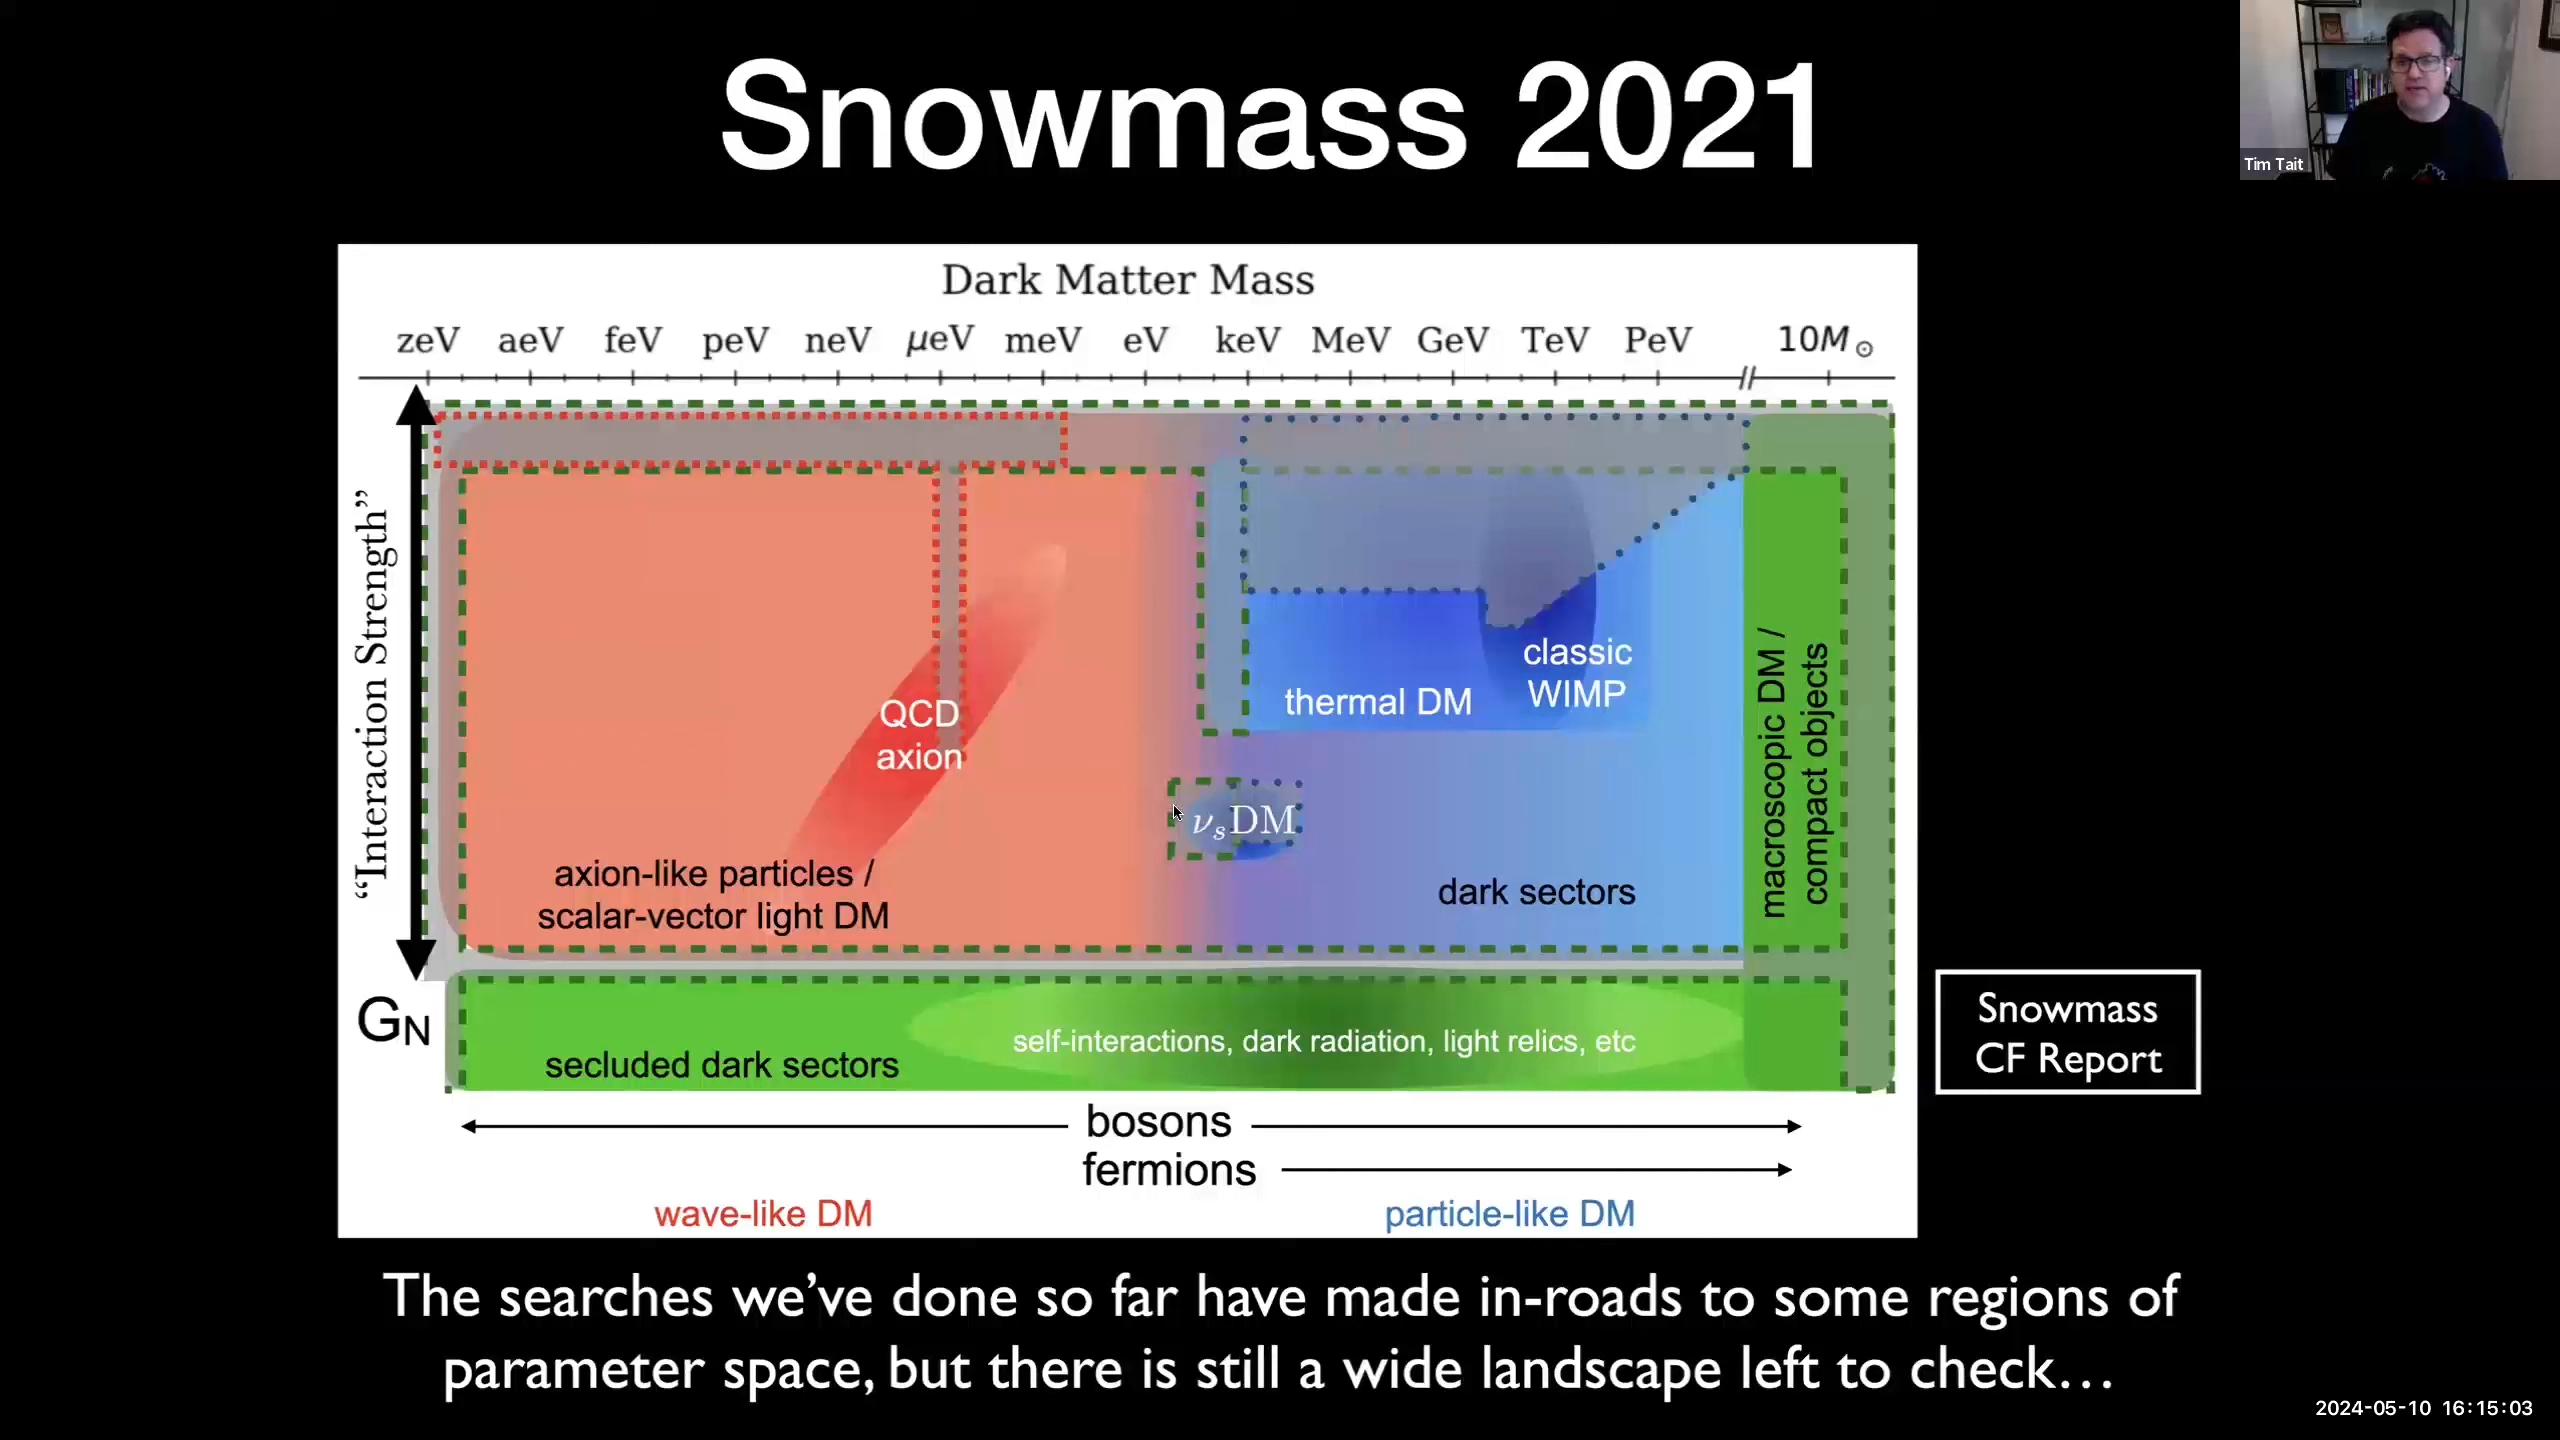 Snowmass 2021
Tim Tait
Dark Matter Mass
zeV aeV feV peV neV μeV meV eV keV MeV GeV TeV PeV 10M⊙
“Interaction Strength”
QCD
axion
classic
WIMP
thermal DM
νsDM
axion-like particles /
scalar-vector light DM
dark sectors
macroscopic DM /
compact objects
GN
self-interactions, dark radiation, light relics, etc
secluded dark sectors
Snowmass
CF Report
bosons
fermions
wave-like DM
particle-like DM
The searches we’ve done so far have made in-roads to some regions of
parameter space, but there is still a wide landscape left to check…
2024-05-10 16:15:03